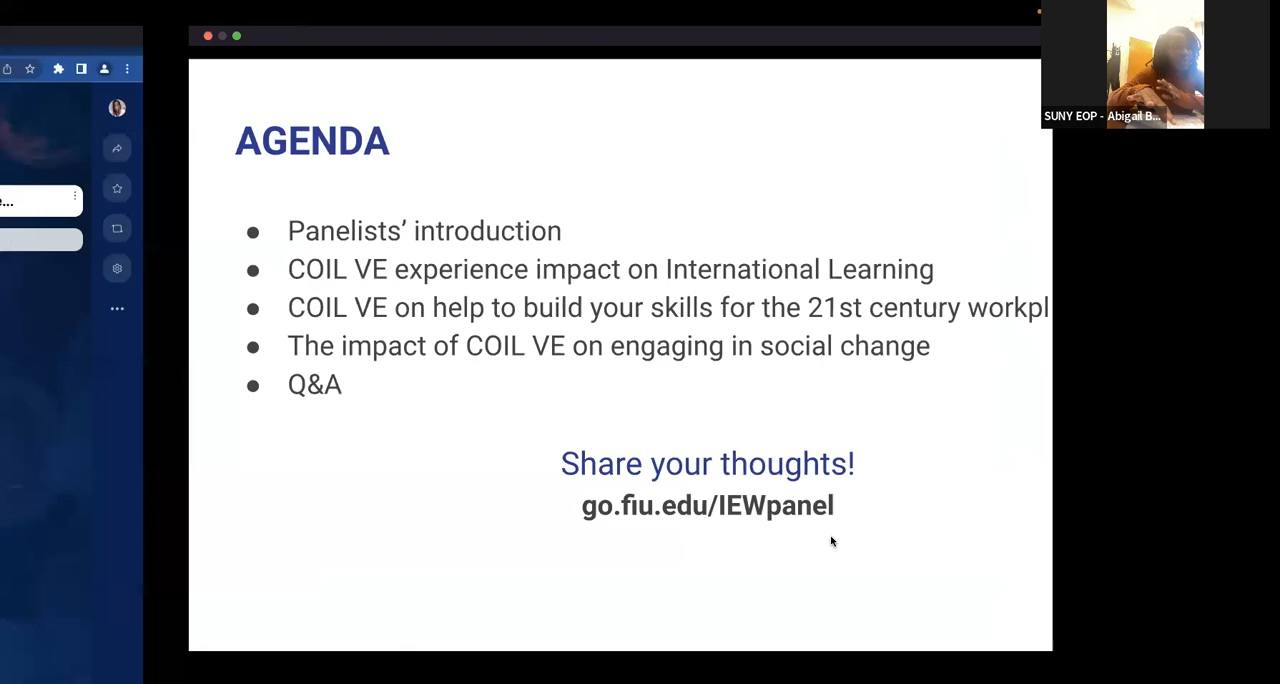 SUNY EOP - Abigail B...
e...
AGENDA
● Panelists’ introduction
● COIL VE experience impact on International Learning
● COIL VE on help to build your skills for the 21st century workpl
● The impact of COIL VE on engaging in social change
● Q&A
Share your thoughts!
go.fiu.edu/IEWpanel